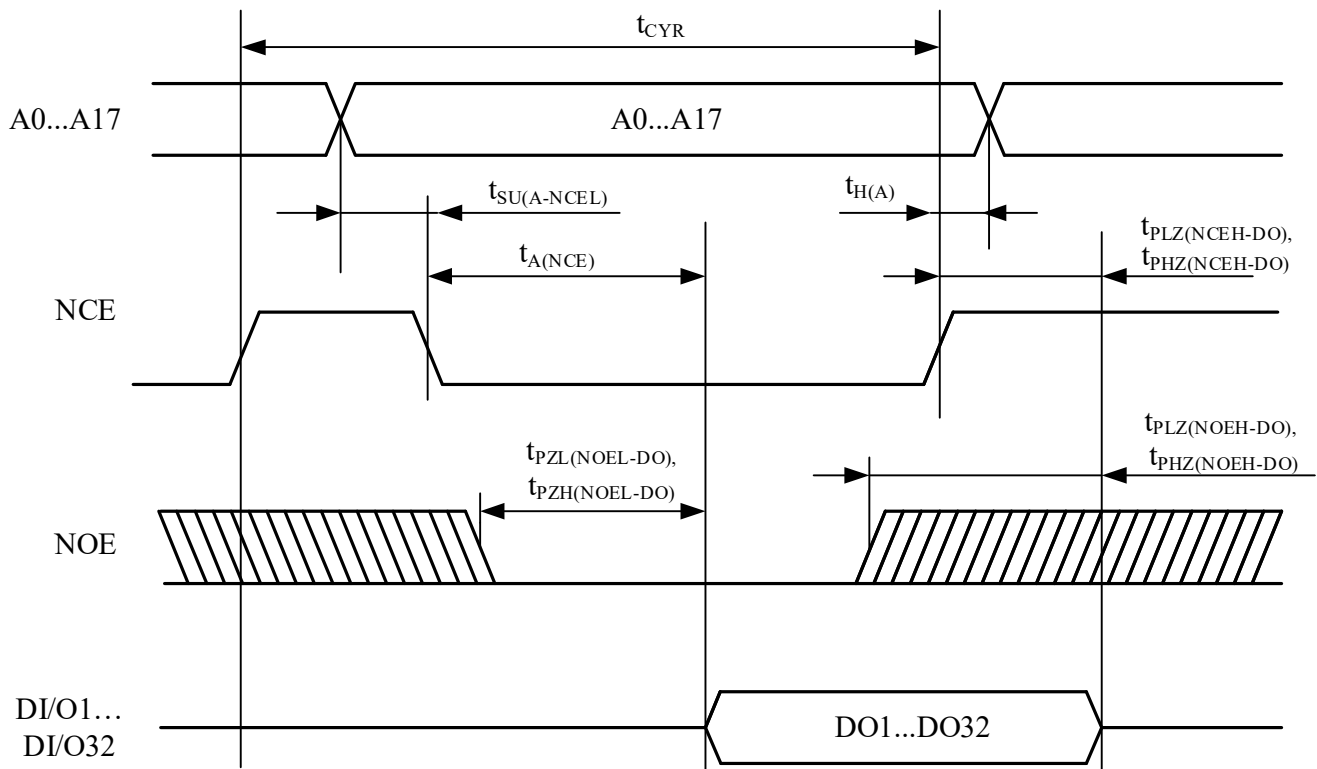 tCYR
A0...A17
A0...A17
tSU(A-NCEL)
tH(A)
tA(NCE)
tPLZ(NCEH-DO),
tPHZ(NCEH-DO)
NCE
tPZL(NOEL-DO),
tPZH(NOEL-DO)
tPLZ(NOEH-DO),
tPHZ(NOEH-DO)
NOE
DI/O1…
DI/O32
DO1...DO32